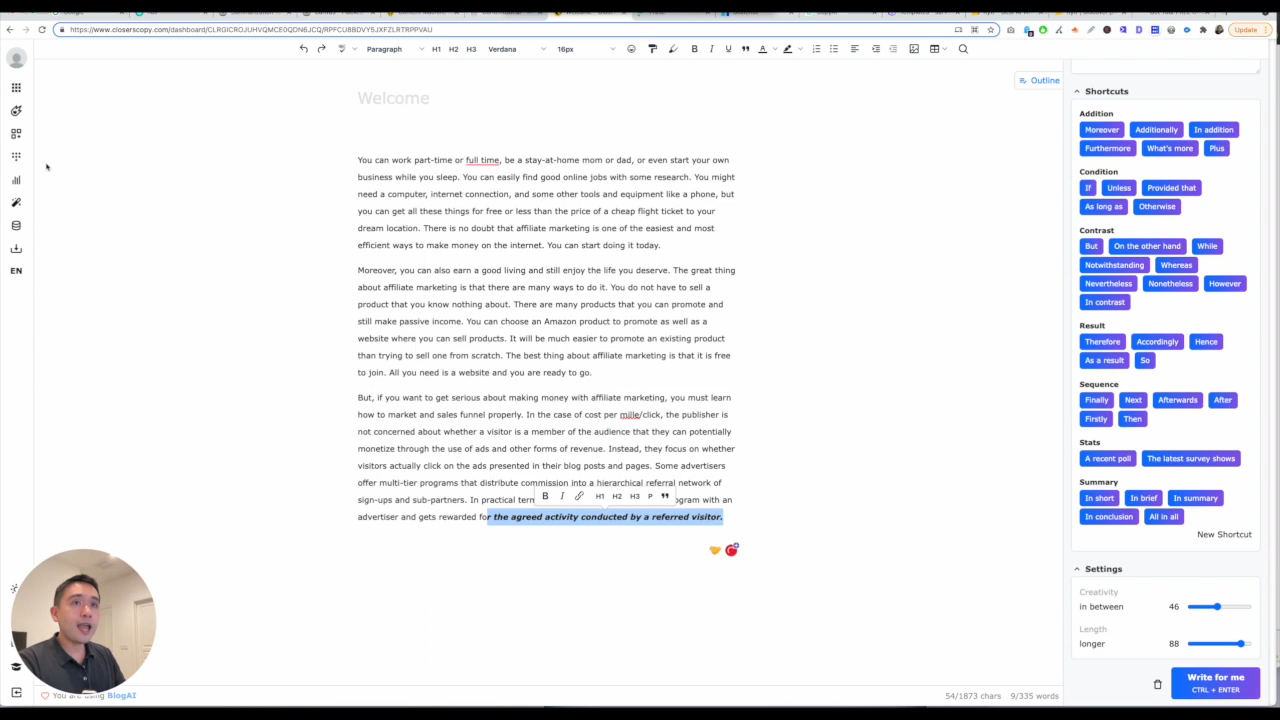 https://www.closerscopy.com/dashboard/CLRGICROJUHVQMCE0QDN6JCQ/RPFCU8BDVY5JXFZLRTRPPVAU
Update
Paragraph H1 H2 H3 Verdana 16px B I U A
Outline
Welcome
You can work part-time or full time, be a stay-at-home mom or dad, or even start your own
business while you sleep. You can easily find good online jobs with some research. You might
need a computer, internet connection, and some other tools and equipment like a phone, but
you can get all these things for free or less than the price of a cheap flight ticket to your
dream location. There is no doubt that affiliate marketing is one of the easiest and most
efficient ways to make money on the internet. You can start doing it today.
Moreover, you can also earn a good living and still enjoy the life you deserve. The great thing
about affiliate marketing is that there are many ways to do it. You do not have to sell a
product that you know nothing about. There are many products that you can promote and
still make passive income. You can choose an Amazon product to promote as well as a
website where you can sell products. It will be much easier to promote an existing product
than trying to sell one from scratch. The best thing about affiliate marketing is that it is free
to join. All you need is a website and you are ready to go.
But, if you want to get serious about making money with affiliate marketing, you must learn
how to market and sales funnel properly. In the case of cost per mille/click, the publisher is
not concerned about whether a visitor is a member of the audience that they can potentially
monetize through the use of ads and other forms of revenue. Instead, they focus on whether
visitors actually click on the ads presented in their blog posts and pages. Some advertisers
offer multi-tier programs that distribute commission into a hierarchical referral network of
sign-ups and sub-partners. In practical term
B I H1 H2 H3 P
ogram with an
advertiser and gets rewarded for the agreed activity conducted by a referred visitor.
EN
You are using BlogAI
54/1873 chars 9/335 words
Shortcuts
Addition
Moreover Additionally In addition
Furthermore What's more Plus
Condition
If Unless Provided that
As long as Otherwise
Contrast
But On the other hand While
Notwithstanding Whereas
Nevertheless Nonetheless However
In contrast
Result
Therefore Accordingly Hence
As a result So
Sequence
Finally Next Afterwards After
Firstly Then
Stats
A recent poll The latest survey shows
Summary
In short In brief In summary
In conclusion All in all
New Shortcut
Settings
Creativity
in between 46
Length
longer 88
Write for me
CTRL + ENTER